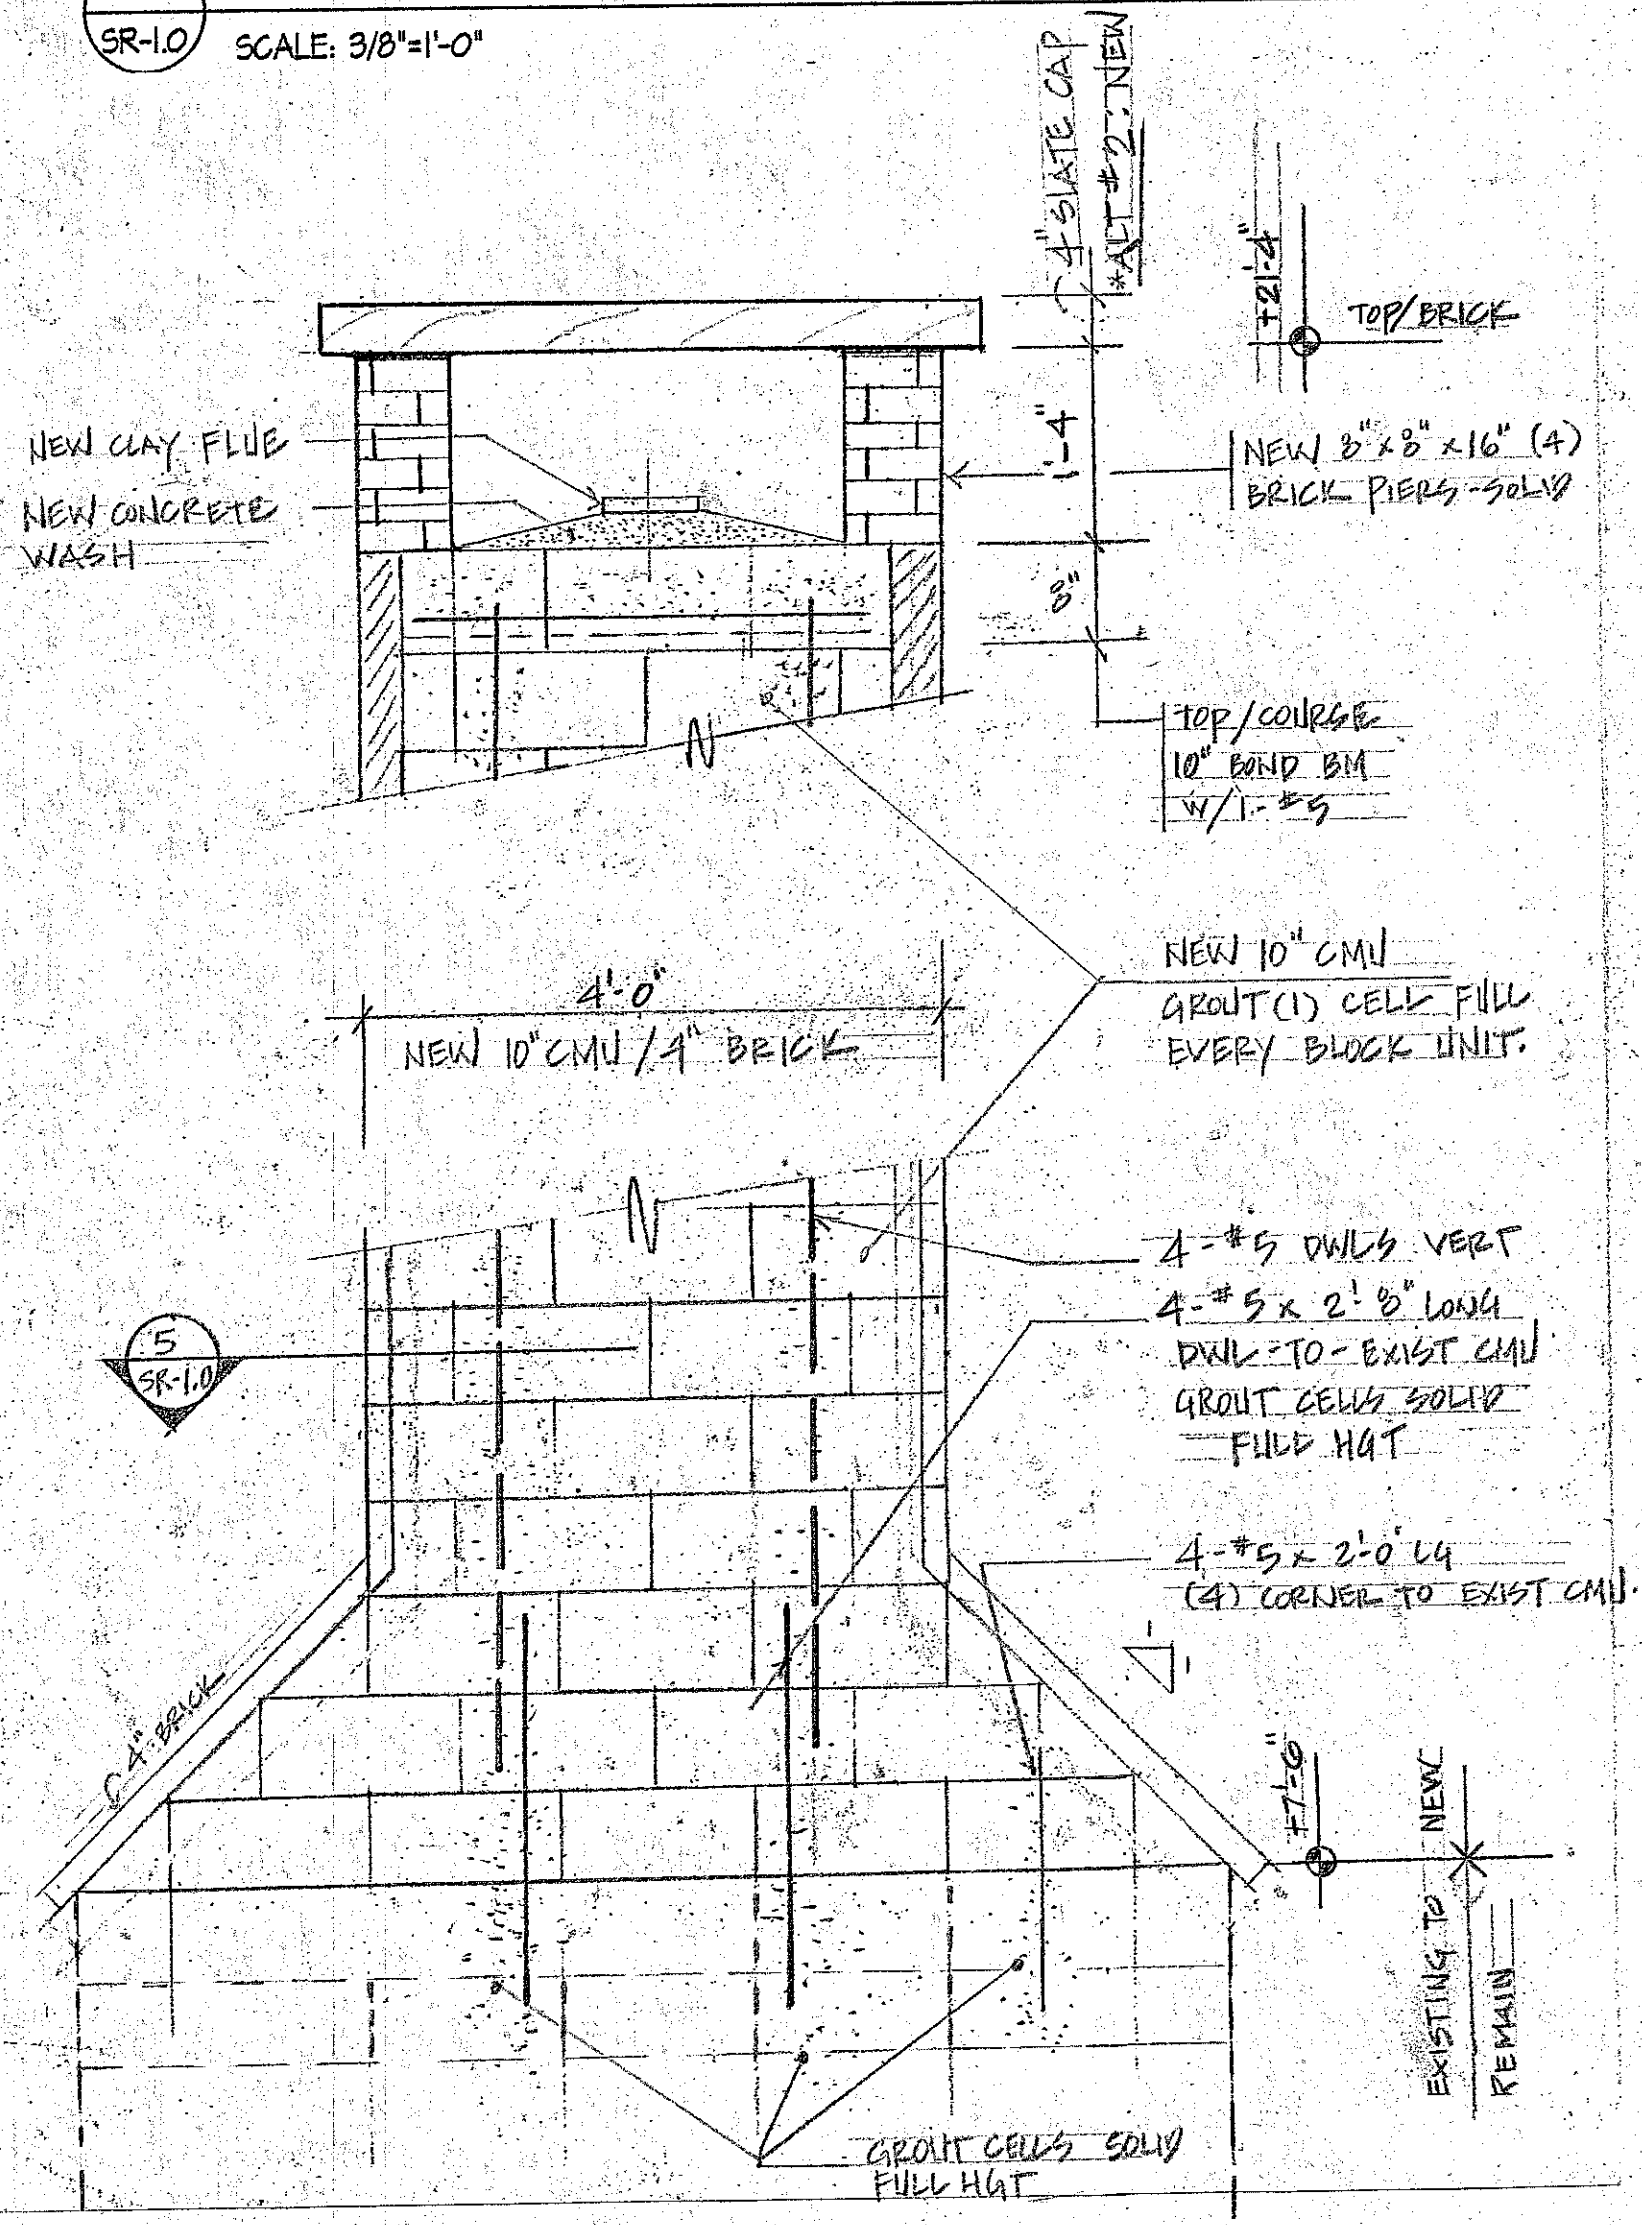 SR-1.0
SCALE: 3/8"=1'-0"
4" SLATE CAP
*ALT #2: NEW
+21'-4"
TOP/BRICK
NEW CLAY FLUE
NEW CONCRETE
WASH
1'-4"
NEW 8" x 8" x 16" (4)
BRICK PIERS-SOLID
8"
TOP/COURSE
10" BOND BM
W/1-#5
4'-0"
NEW 10" CMU / 4" BRICK
NEW 10" CMU
GROUT (1) CELL FULL
EVERY BLOCK UNIT.
4-#5 DWLS VERT
4-#5 x 2'-8" LONG
DWL-TO-EXIST CMU
GROUT CELLS SOLID
FULL HGT
5
SR-1.0
4-#5 x 2'-0" LG
(4) CORNER TO EXIST CMU.
1
1
4" BRICK
+7'-6"
NEW
EXISTING TO
REMAIN
GROUT CELLS SOLID
FULL HGT